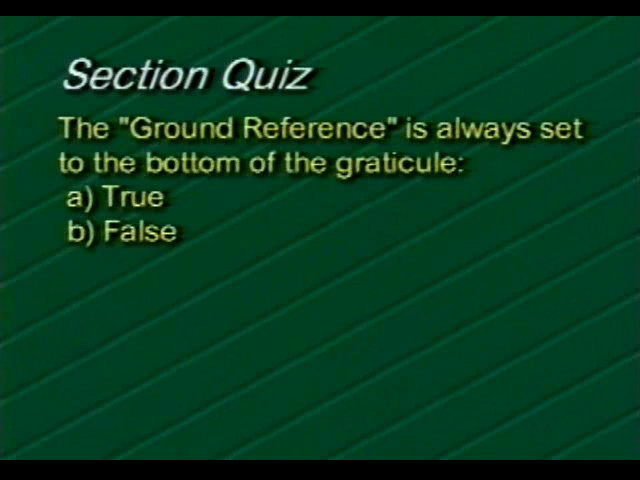 Section Quiz
The "Ground Reference" is always set
to the bottom of the graticule:
a) True
b) False